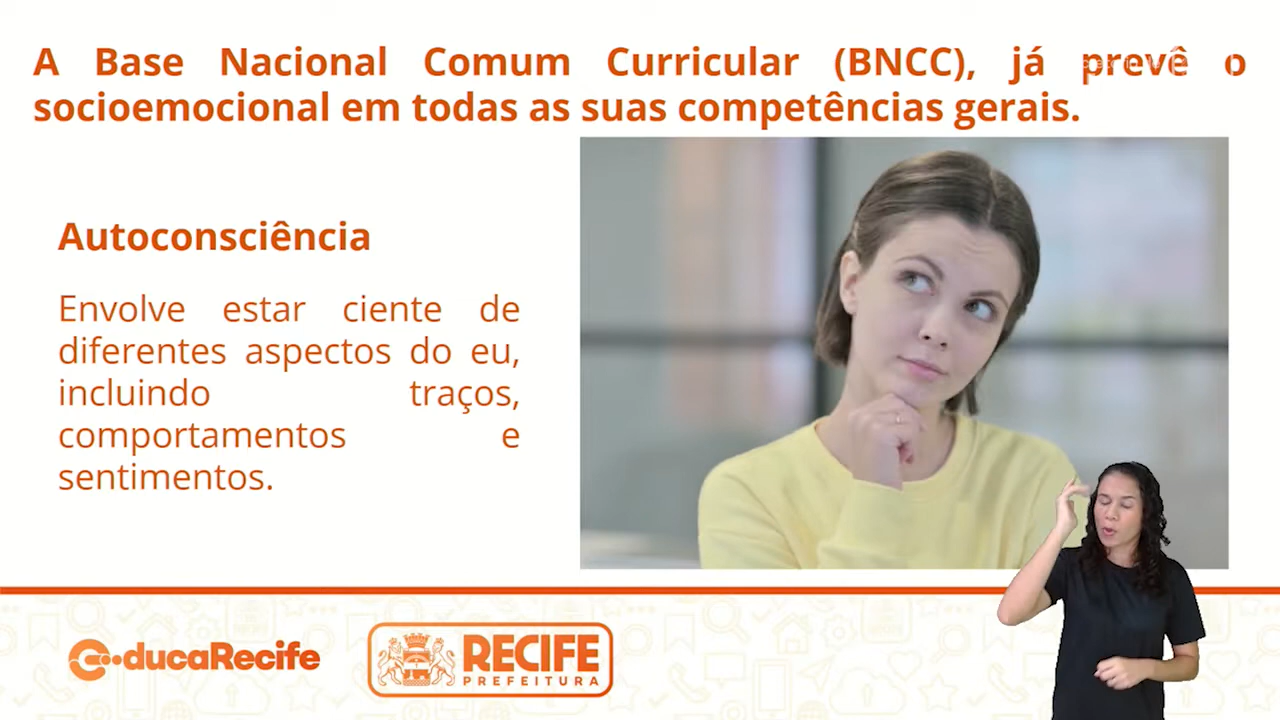 A Base Nacional Comum Curricular (BNCC), já prevê o
socioemocional em todas as suas competências gerais.
Autoconsciência
Envolve estar ciente de
diferentes aspectos do eu,
incluindo traços,
comportamentos e
sentimentos.
ducaRecife
RECIFE
PREFEITURA